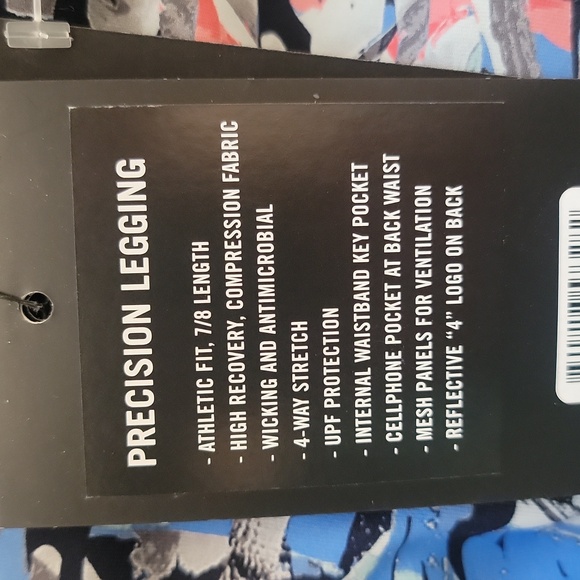 PRECISION LEGGING
- ATHLETIC FIT, 7/8 LENGTH
- HIGH RECOVERY, COMPRESSION FABRIC
- WICKING AND ANTIMICROBIAL
- 4-WAY STRETCH
- UPF PROTECTION
- INTERNAL WAISTBAND KEY POCKET
- CELLPHONE POCKET AT BACK WAIST
- MESH PANELS FOR VENTILATION
- REFLECTIVE "4" LOGO ON BACK